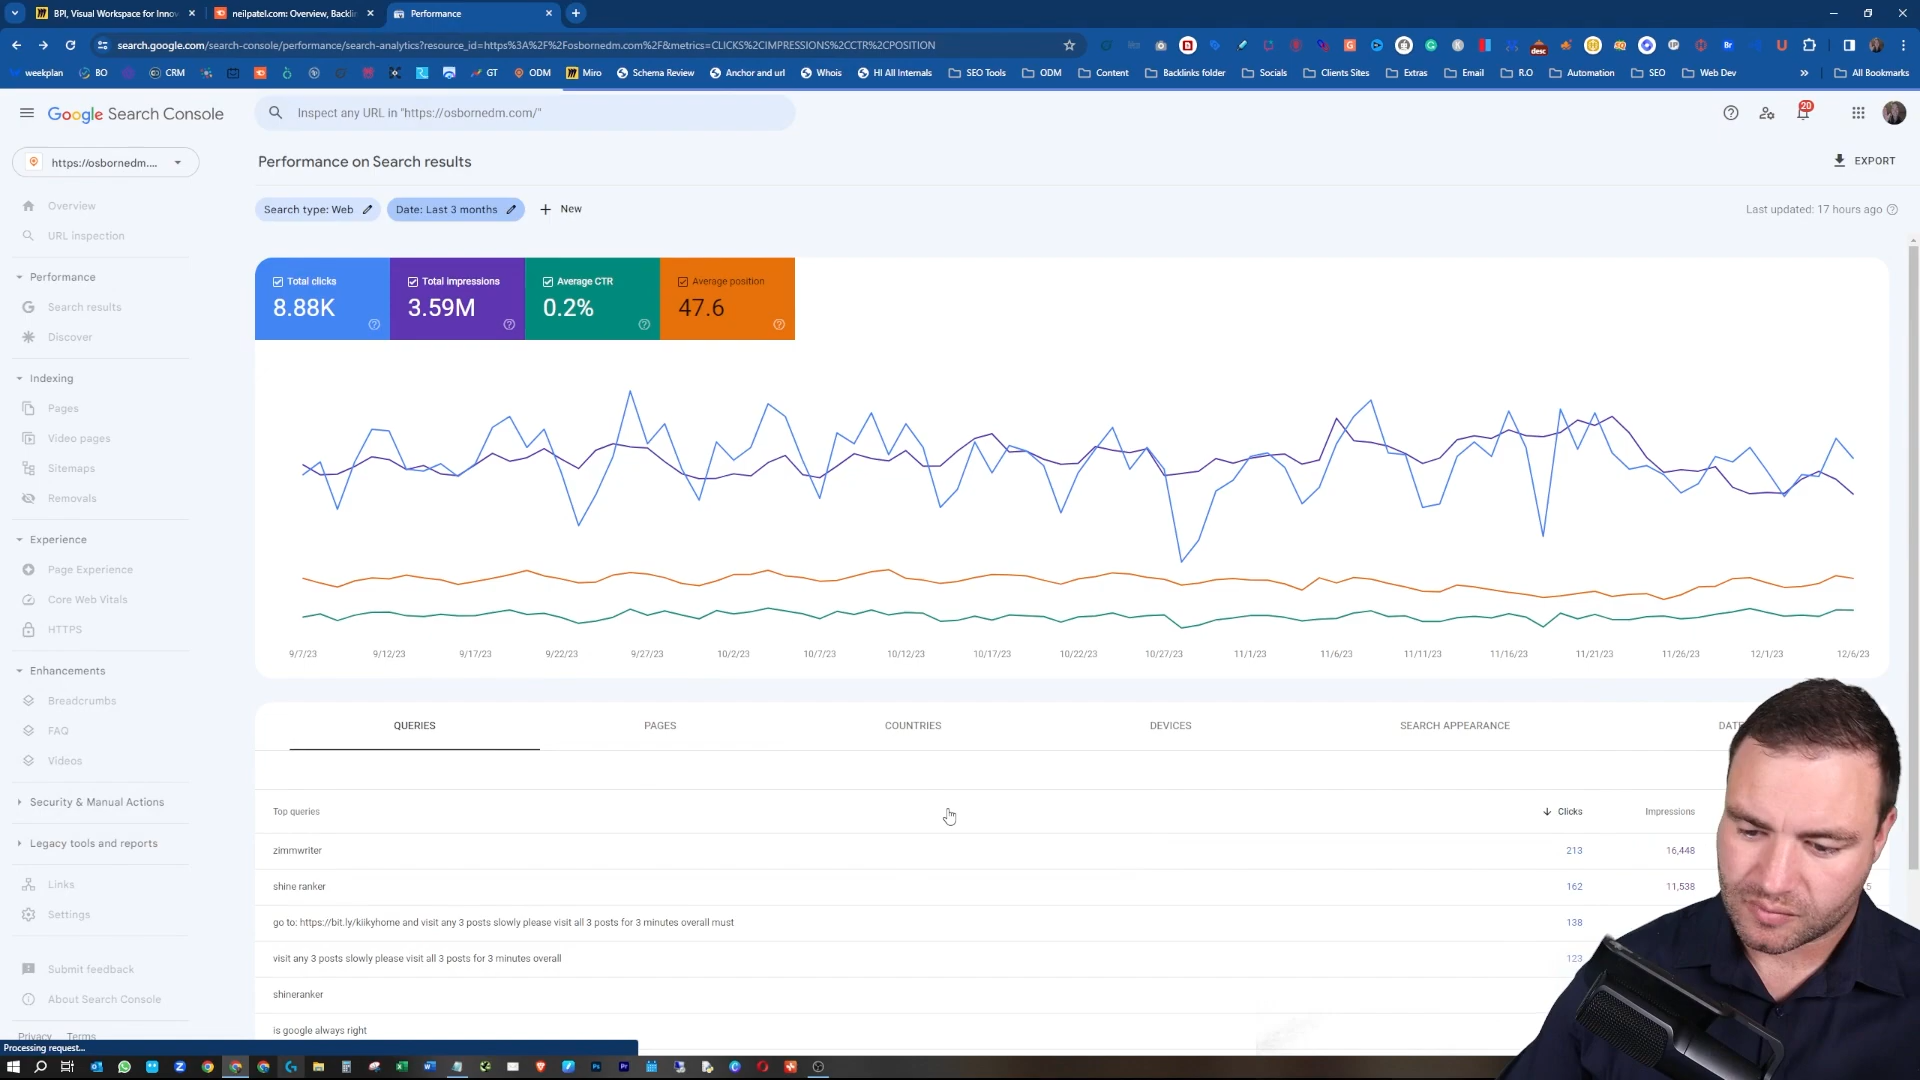 BPI, Visual Workspace for Innov
neilpatel.com: Overview, Backlin
Performance
search.google.com/search-console/performance/search-analytics?resource_id=https%3A%2F%2Fosbornedm.com%2F&metrics=CLICKS%2CIMPRESSIONS%2CCTR%2CPOSITION
weekplan BO CRM GT ODM Miro Schema Review Anchor and url Whois HI All Internals SEO Tools ODM Content Backlinks folder Socials Clients Sites Extras Email R.O Automation SEO Web Dev » All Bookmarks
Google Search Console
Inspect any URL in "https://osbornedm.com/"
20
https://osbornedm....
Performance on Search results
EXPORT
Search type: Web
Date: Last 3 months
New
Last updated: 17 hours ago
Overview
URL inspection
Performance
Search results
Discover
Indexing
Pages
Video pages
Sitemaps
Removals
Experience
Page Experience
Core Web Vitals
HTTPS
Enhancements
Breadcrumbs
FAQ
Videos
Security & Manual Actions
Legacy tools and reports
Links
Settings
Submit feedback
About Search Console
Privacy Terms
Processing request...
Total clicks
8.88K
Total impressions
3.59M
Average CTR
0.2%
Average position
47.6
9/7/23 9/12/23 9/17/23 9/22/23 9/27/23 10/2/23 10/7/23 10/12/23 10/17/23 10/22/23 10/27/23 11/1/23 11/6/23 11/11/23 11/16/23 11/21/23 11/26/23 12/1/23 12/6/23
QUERIES PAGES COUNTRIES DEVICES SEARCH APPEARANCE DAT
Top queries Clicks Impressions
zimmwriter 213 16,448
shine ranker 162 11,538 5
go to: https://bit.ly/kiikyhome and visit any 3 posts slowly please visit all 3 posts for 3 minutes overall must 138
visit any 3 posts slowly please visit all 3 posts for 3 minutes overall 123
shineranker
is google always right